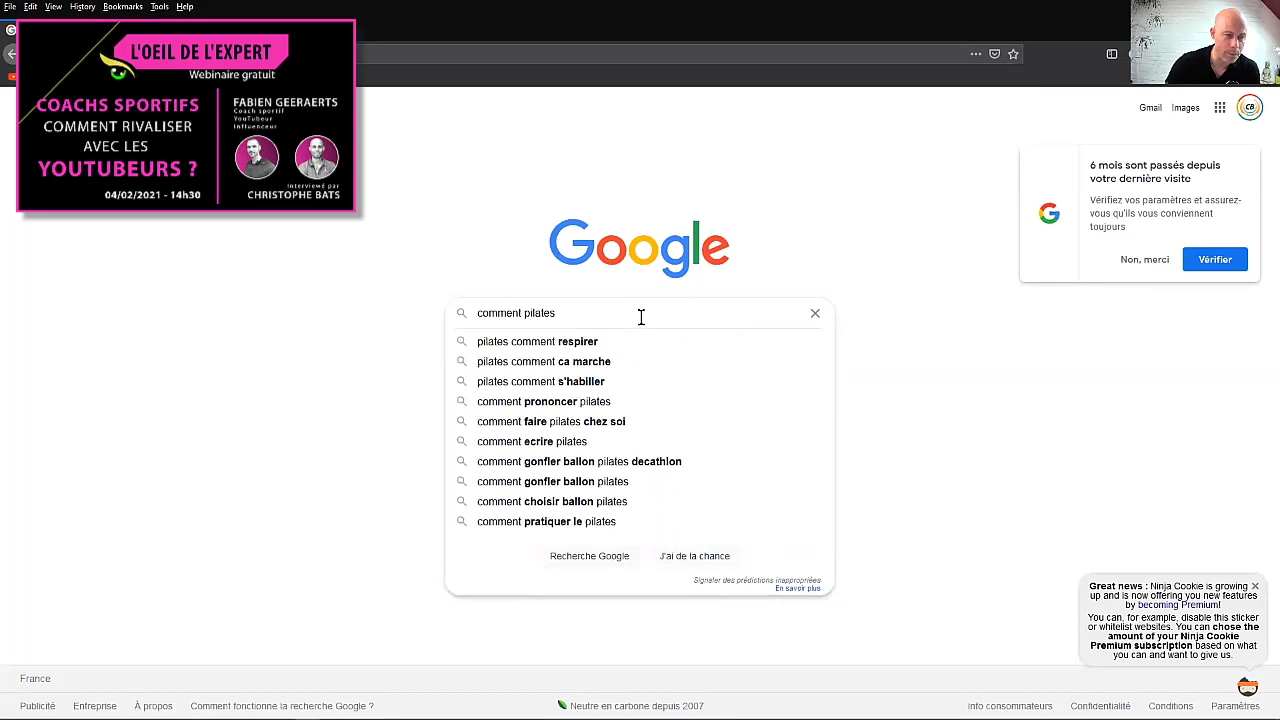 File Edit View History Bookmarks Tools Help
L'OEIL DE L'EXPERT
Webinaire gratuit
COACHS SPORTIFS
COMMENT RIVALISER
AVEC LES
YOUTUBEURS ?
04/02/2021 - 14h30
FABIEN GEERAERTS
Coach sportif
YouTubeur
Influenceur
Interviewé par
CHRISTOPHE BATS
Gmail Images
CB
6 mois sont passés depuis
votre dernière visite
Vérifiez vos paramètres et assurez-
vous qu'ils vous conviennent
toujours
Non, merci Vérifier
Google
comment pilates
pilates comment respirer
pilates comment ca marche
pilates comment s'habiller
comment prononcer pilates
comment faire pilates chez soi
comment ecrire pilates
comment gonfler ballon pilates decathlon
comment gonfler ballon pilates
comment choisir ballon pilates
comment pratiquer le pilates
Recherche Google J'ai de la chance
Signaler des prédictions inappropriées
En savoir plus
Great news : Ninja Cookie is growing
up and is now offering you new features
by becoming Premium!
You can, for example, disable this sticker
or whitelist websites. You can chose the
amount of your Ninja Cookie
Premium subscription based on what
you can and want to give us.
France
Publicité Entreprise À propos Comment fonctionne la recherche Google ? Neutre en carbone depuis 2007 Info consommateurs Confidentialité Conditions Paramètres